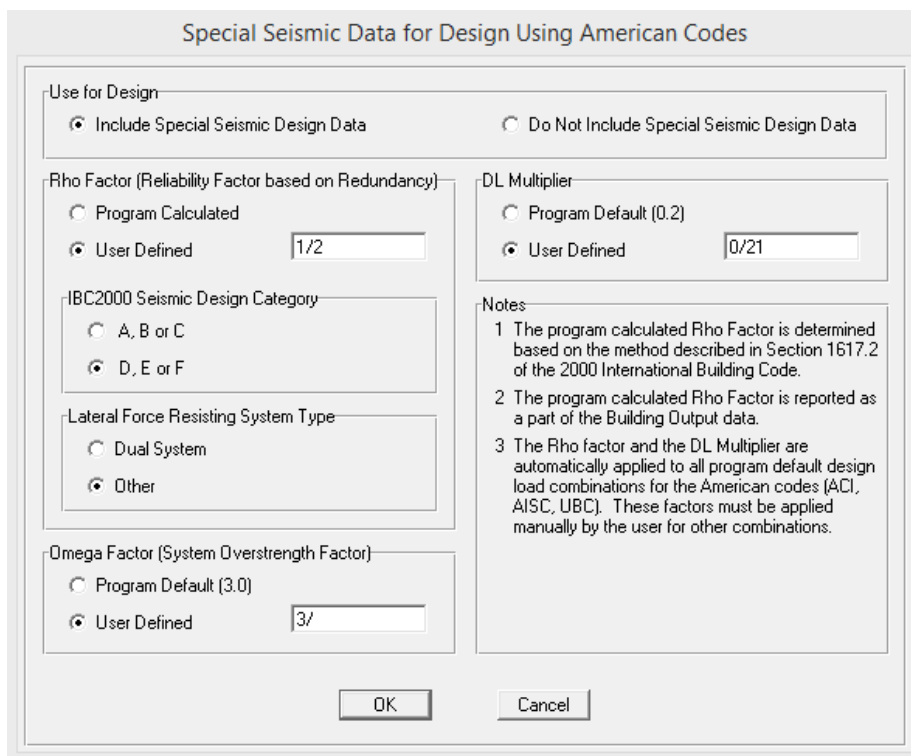 Special Seismic Data for Design Using American Codes
Use for Design
Include Special Seismic Design Data
Do Not Include Special Seismic Design Data
Rho Factor (Reliability Factor based on Redundancy)
Program Calculated
User Defined 1/2
IBC2000 Seismic Design Category
A, B or C
D, E or F
Lateral Force Resisting System Type
Dual System
Other
Omega Factor (System Overstrength Factor)
Program Default (3.0)
User Defined 3/
DL Multiplier
Program Default (0.2)
User Defined 0/21
Notes
1 The program calculated Rho Factor is determined
based on the method described in Section 1617.2
of the 2000 International Building Code.
2 The program calculated Rho Factor is reported as
a part of the Building Output data.
3 The Rho factor and the DL Multiplier are
automatically applied to all program default design
load combinations for the American codes (ACI,
AISC, UBC). These factors must be applied
manually by the user for other combinations.
OK
Cancel